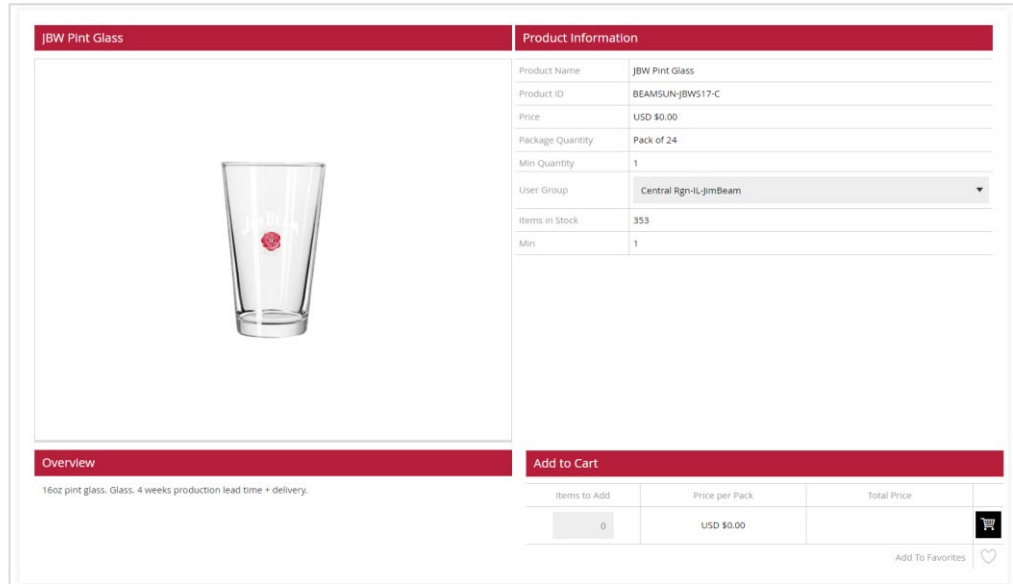 JBW Pint Glass
JIM BEAM
Product Information
Product Name JBW Pint Glass
Product ID BEAMSUN-JBWS17-C
Price USD $0.00
Package Quantity Pack of 24
Min Quantity 1
User Group Central Rgn-IL-JimBeam
Items in Stock 353
Min 1
Overview
16oz pint glass. Glass. 4 weeks production lead time + delivery.
Add to Cart
Items to Add Price per Pack Total Price
0 USD $0.00
Add To Favorites